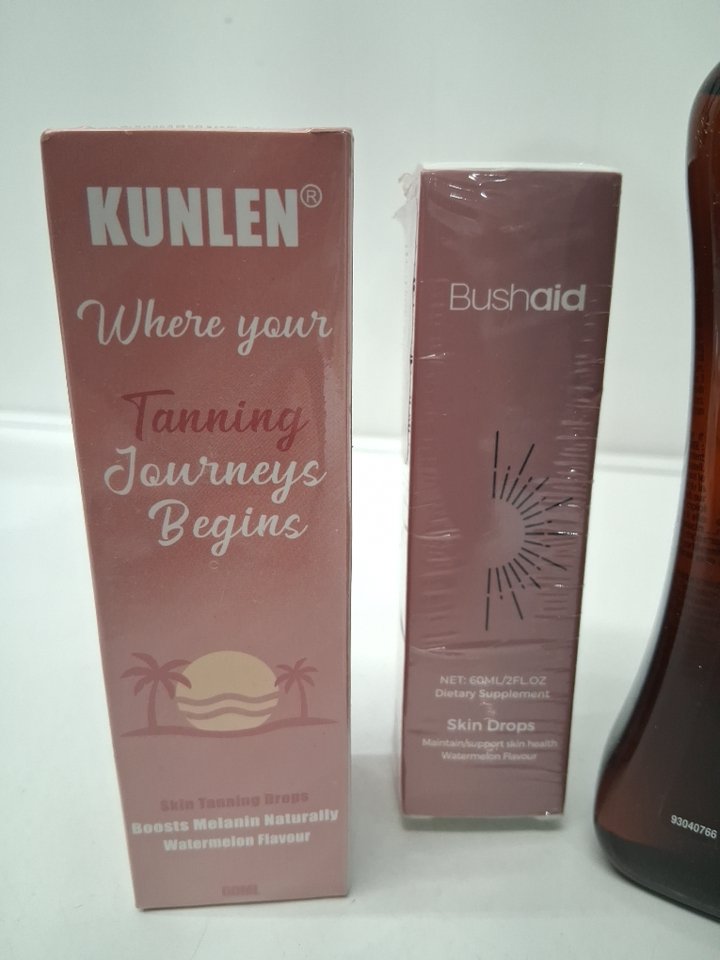 KUNLEN®
Where your
Tanning
Journeys
Begins
Skin Tanning Drops
Boosts Melanin Naturally
Watermelon Flavour
60ML
Bushaid
NET: 60ML/2FL.OZ
Dietary Supplement
Skin Drops
Maintain/support skin health
Watermelon Flavour
93040766